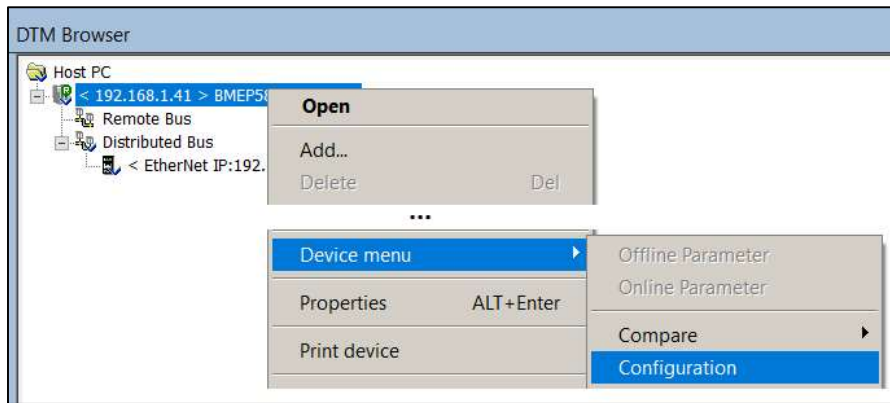 DTM Browser
Host PC
< 192.168.1.41 > BMEP58
Remote Bus
Distributed Bus
< EtherNet IP:192.
Open
Add...
Delete Del
...
Device menu
Properties ALT+Enter
Print device
Offline Parameter
Online Parameter
Compare
Configuration